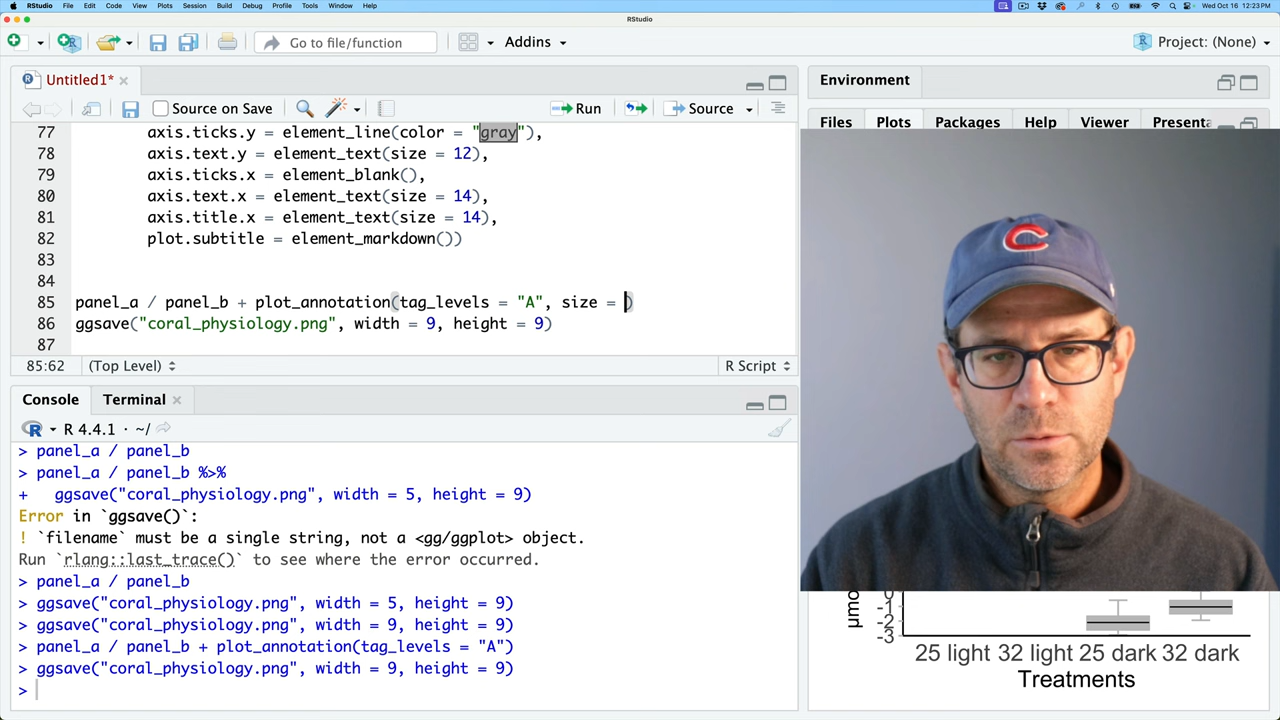 RStudio File Edit Code View Plots Session Build Debug Profile Tools Window Help Wed Oct 16 12:23 PM
RStudio
Go to file/function Addins Project: (None)
Untitled1*
Source on Save Run Source
77 axis.ticks.y = element_line(color = "gray"),
78 axis.text.y = element_text(size = 12),
79 axis.ticks.x = element_blank(),
80 axis.text.x = element_text(size = 14),
81 axis.title.x = element_text(size = 14),
82 plot.subtitle = element_markdown())
83
84
85 panel_a / panel_b + plot_annotation(tag_levels = "A", size = )
86 ggsave("coral_physiology.png", width = 9, height = 9)
87
85:62 (Top Level) R Script
Console Terminal
R 4.4.1 · ~/
> panel_a / panel_b
> panel_a / panel_b %>%
+ ggsave("coral_physiology.png", width = 5, height = 9)
Error in `ggsave()`:
! `filename` must be a single string, not a <gg/ggplot> object.
Run `rlang::last_trace()` to see where the error occurred.
> panel_a / panel_b
> ggsave("coral_physiology.png", width = 5, height = 9)
> ggsave("coral_physiology.png", width = 9, height = 9)
> panel_a / panel_b + plot_annotation(tag_levels = "A")
> ggsave("coral_physiology.png", width = 9, height = 9)
>
Environment
Files Plots Packages Help Viewer Presenta
C
µmo
-1
-2
-3
25 light 32 light 25 dark 32 dark
Treatments